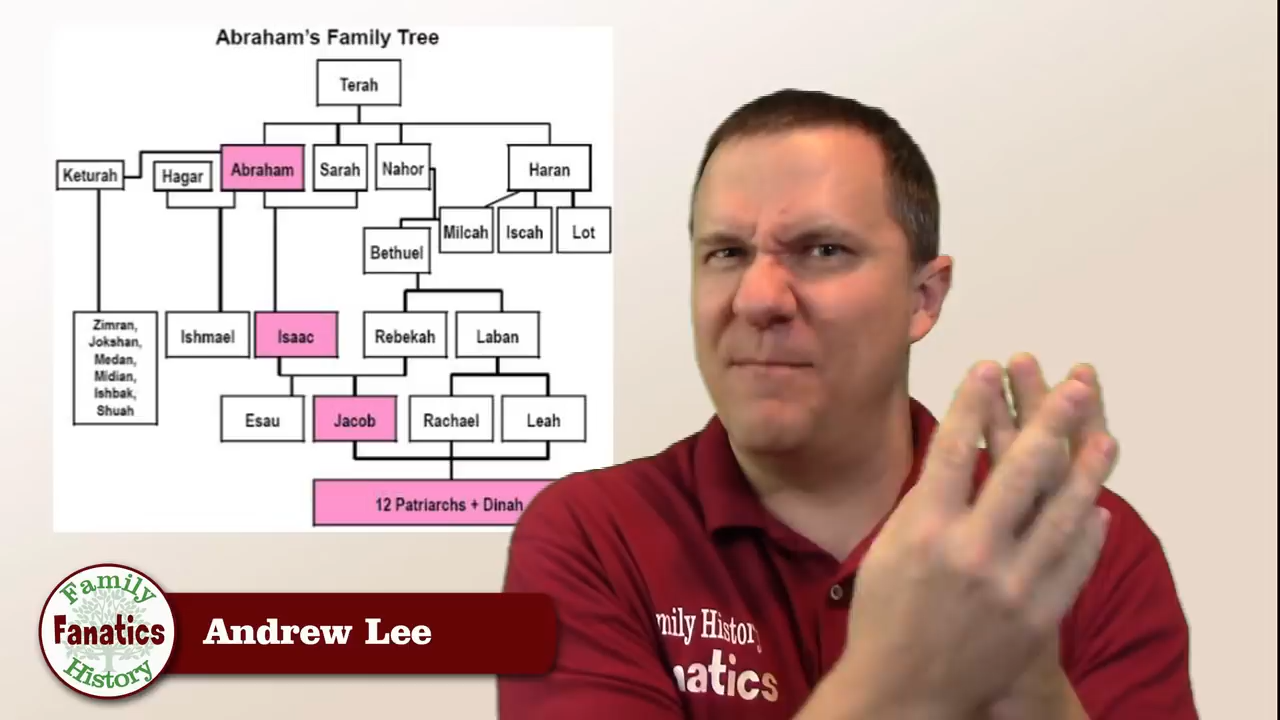 Abraham's Family Tree
Terah
Keturah
Hagar
Abraham
Sarah
Nahor
Haran
Milcah
Iscah
Lot
Bethuel
Zimran,
Jokshan,
Medan,
Midian,
Ishbak,
Shuah
Ishmael
Isaac
Rebekah
Laban
Esau
Jacob
Rachael
Leah
12 Patriarchs + Dinah
Family
Fanatics
History
Andrew Lee
mily History
natics